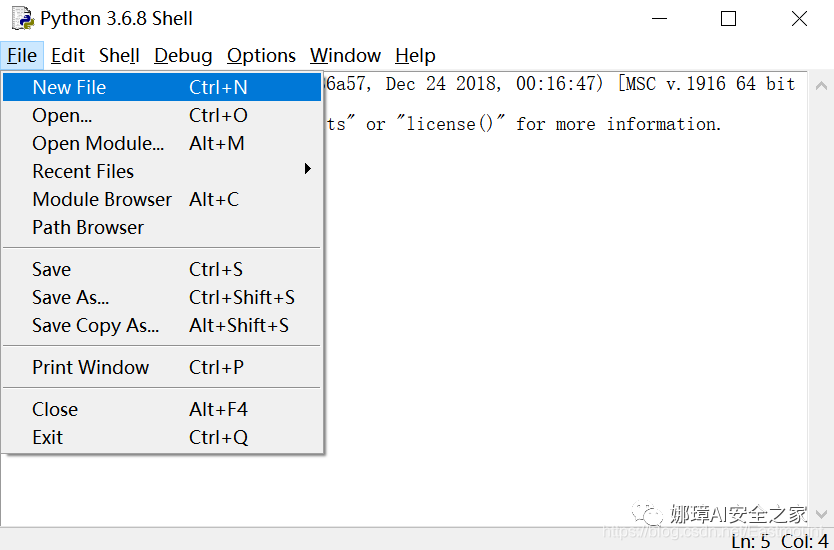 Python 3.6.8 Shell
File Edit Shell Debug Options Window Help
6a57, Dec 24 2018, 00:16:47) [MSC v.1916 64 bit
ts" or "license()" for more information.
New File Ctrl+N
Open... Ctrl+O
Open Module... Alt+M
Recent Files
Module Browser Alt+C
Path Browser
Save Ctrl+S
Save As... Ctrl+Shift+S
Save Copy As... Alt+Shift+S
Print Window Ctrl+P
Close Alt+F4
Exit Ctrl+Q
娜璋AI安全之家
https://blog.csdn.net/Eastmount
Ln: 5 Col: 4